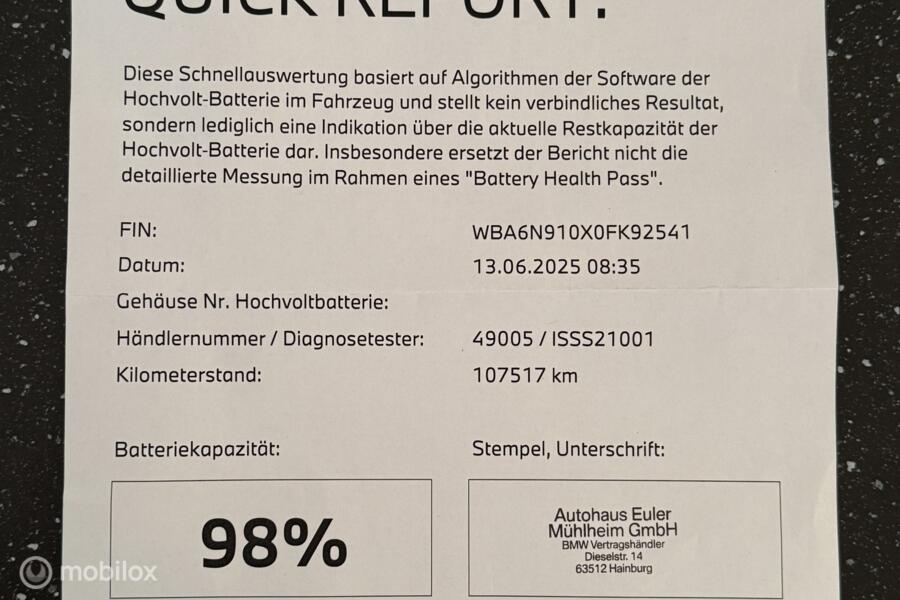 QUICK REPORT.
Diese Schnellauswertung basiert auf Algorithmen der Software der
Hochvolt-Batterie im Fahrzeug und stellt kein verbindliches Resultat,
sondern lediglich eine Indikation über die aktuelle Restkapazität der
Hochvolt-Batterie dar. Insbesondere ersetzt der Bericht nicht die
detaillierte Messung im Rahmen eines "Battery Health Pass".
FIN: WBA6N910X0FK92541
Datum: 13.06.2025 08:35
Gehäuse Nr. Hochvoltbatterie:
Händlernummer / Diagnosetester: 49005 / ISSS21001
Kilometerstand: 107517 km
Batteriekapazität: Stempel, Unterschrift:
98%
Autohaus Euler
Mühlheim GmbH
BMW Vertragshändler
Dieselstr. 14
63512 Hainburg
mobilox